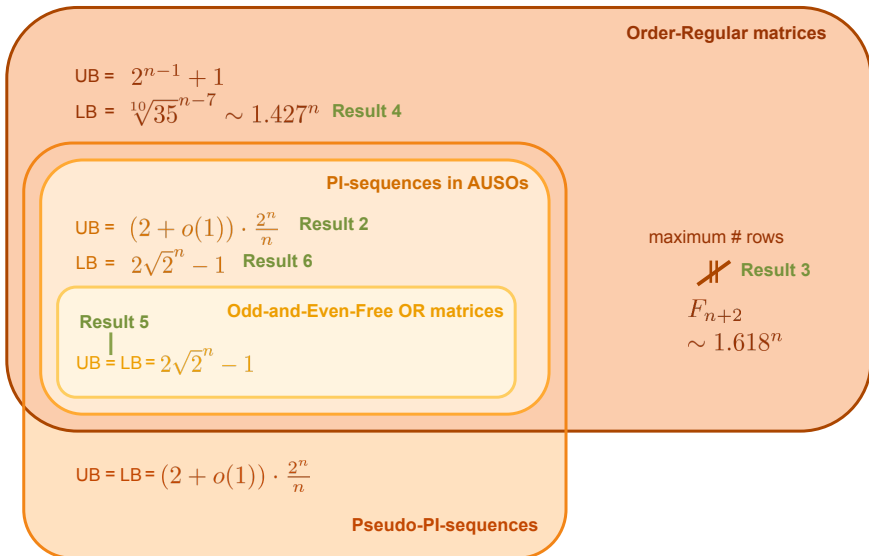 Order-Regular matrices
UB = 2^{n-1} + 1
LB = \sqrt[10]{35}^{n-7} ∼ 1.427^n Result 4
PI-sequences in AUSOs
UB = (2 + o(1)) · \frac{2^n}{n} Result 2
LB = 2\sqrt{2}^n − 1 Result 6
maximum # rows
≠ Result 3
F_{n+2}
∼ 1.618^n
Odd-and-Even-Free OR matrices
Result 5
UB = LB = 2\sqrt{2}^n − 1
UB = LB = (2 + o(1)) · \frac{2^n}{n}
Pseudo-PI-sequences